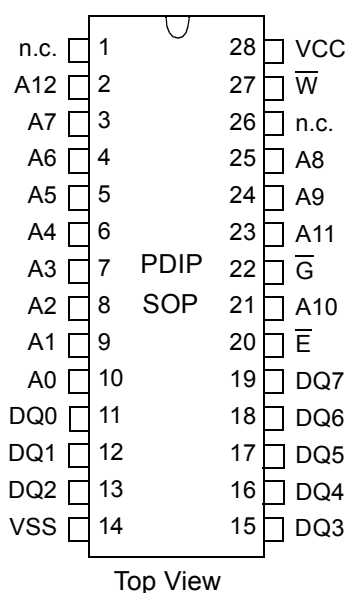 n.c. 1 28 VCC
A12 2 27 W̅
A7 3 26 n.c.
A6 4 25 A8
A5 5 24 A9
A4 6 23 A11
A3 7 PDIP 22 G̅
A2 8 SOP 21 A10
A1 9 20 E̅
A0 10 19 DQ7
DQ0 11 18 DQ6
DQ1 12 17 DQ5
DQ2 13 16 DQ4
VSS 14 15 DQ3
Top View